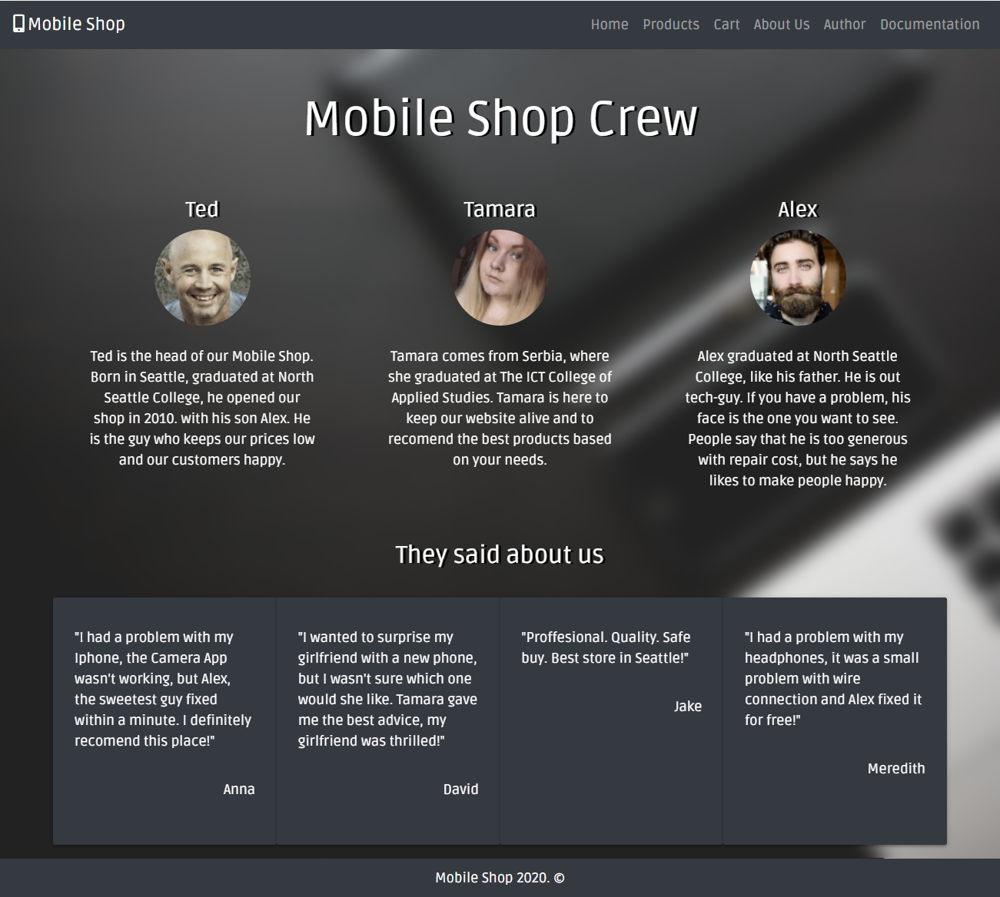 Mobile Shop
Home Products Cart About Us Author Documentation
Mobile Shop Crew
Ted
Ted is the head of our Mobile Shop.
Born in Seattle, graduated at North
Seattle College, he opened our
shop in 2010. with his son Alex. He
is the guy who keeps our prices low
and our customers happy.
Tamara
Tamara comes from Serbia, where
she graduated at The ICT College of
Applied Studies. Tamara is here to
keep our website alive and to
recomend the best products based
on your needs.
Alex
Alex graduated at North Seattle
College, like his father. He is out
tech-guy. If you have a problem, his
face is the one you want to see.
People say that he is too generous
with repair cost, but he says he
likes to make people happy.
They said about us
"I had a problem with my
Iphone, the Camera App
wasn't working, but Alex,
the sweetest guy fixed
within a minute. I definitely
recomend this place!"
Anna
"I wanted to surprise my
girlfriend with a new phone,
but I wasn't sure which one
would she like. Tamara gave
me the best advice, my
girlfriend was thrilled!"
David
"Proffesional. Quality. Safe
buy. Best store in Seattle!"
Jake
"I had a problem with my
headphones, it was a small
problem with wire
connection and Alex fixed it
for free!"
Meredith
Mobile Shop 2020. ©